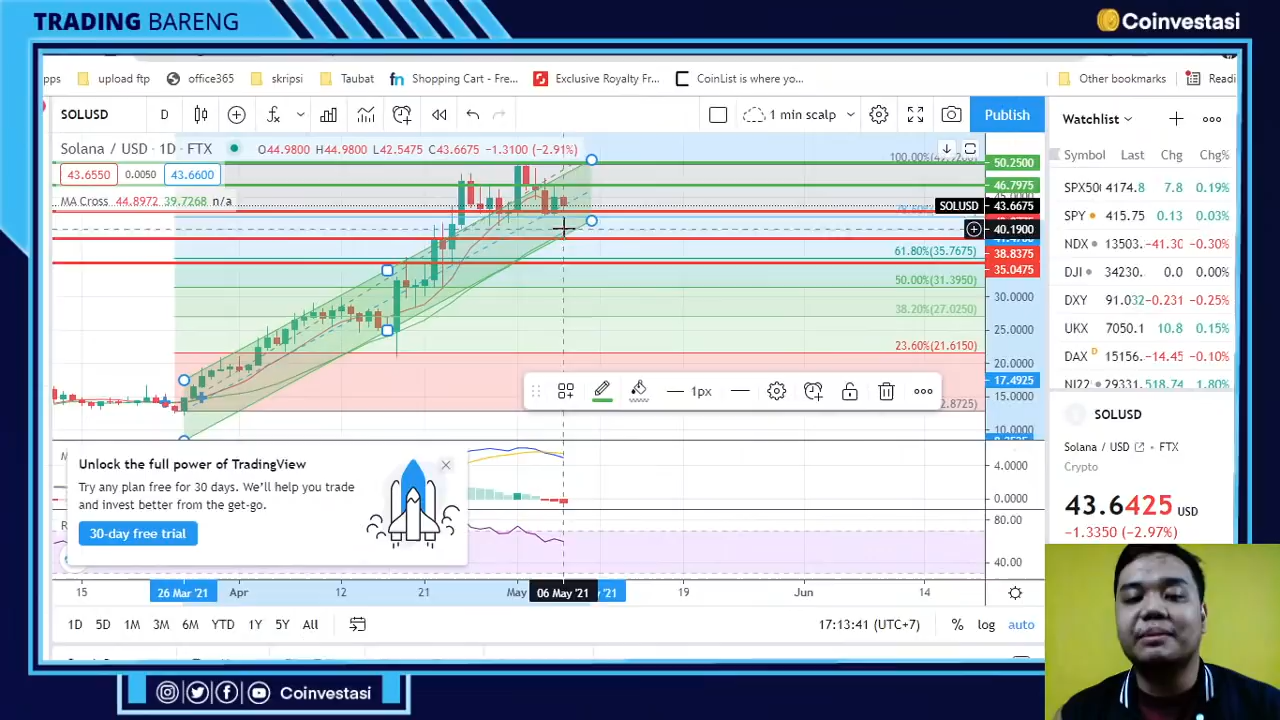 TRADING BARENG
Coinvestasi
pps upload ftp office365 skripsi Taubat fn Shopping Cart - Fre... Exclusive Royalty Fr... CoinList is where yo... Other bookmarks Readi
SOLUSD D 1 min scalp Publish
Watchlist
Solana / USD · 1D · FTX O44.9800 H44.9800 L42.5475 C43.6675 −1.3100 (−2.91%)
43.6550 0.0050 43.6600
MA Cross 44.8972 39.7268 n/a
50.2500
46.7975
SOLUSD 43.6675
40.1900
38.8375
35.0475
30.0000
25.0000
20.0000
17.4925
15.0000
10.0000
61.80%(35.7675)
50.00%(31.3950)
38.20%(27.0250)
23.60%(21.6150)
1px
4.0000
0.0000
80.00
40.00
Unlock the full power of TradingView
Try any plan free for 30 days. We'll help you trade
and invest better from the get-go.
30-day free trial
15 26 Mar '21 Apr 12 21 May 06 May '21 19 Jun 14
1D 5D 1M 3M 6M YTD 1Y 5Y All 17:13:41 (UTC+7) % log auto
Symbol Last Chg Chg%
SPX500 4174.8 7.8 0.19%
SPY 415.75 0.13 0.03%
NDX 13503. -41.30 −0.30%
DJI 34230. 0.0 0.00%
DXY 91.032 -0.231 −0.25%
UKX 7050.1 10.8 0.15%
DAX D 15156. -14.45 −0.10%
NI22 29331. 518.74 1.80%
SOLUSD
Solana / USD FTX
Crypto
43.6425 USD
−1.3350 (−2.97%)
Coinvestasi